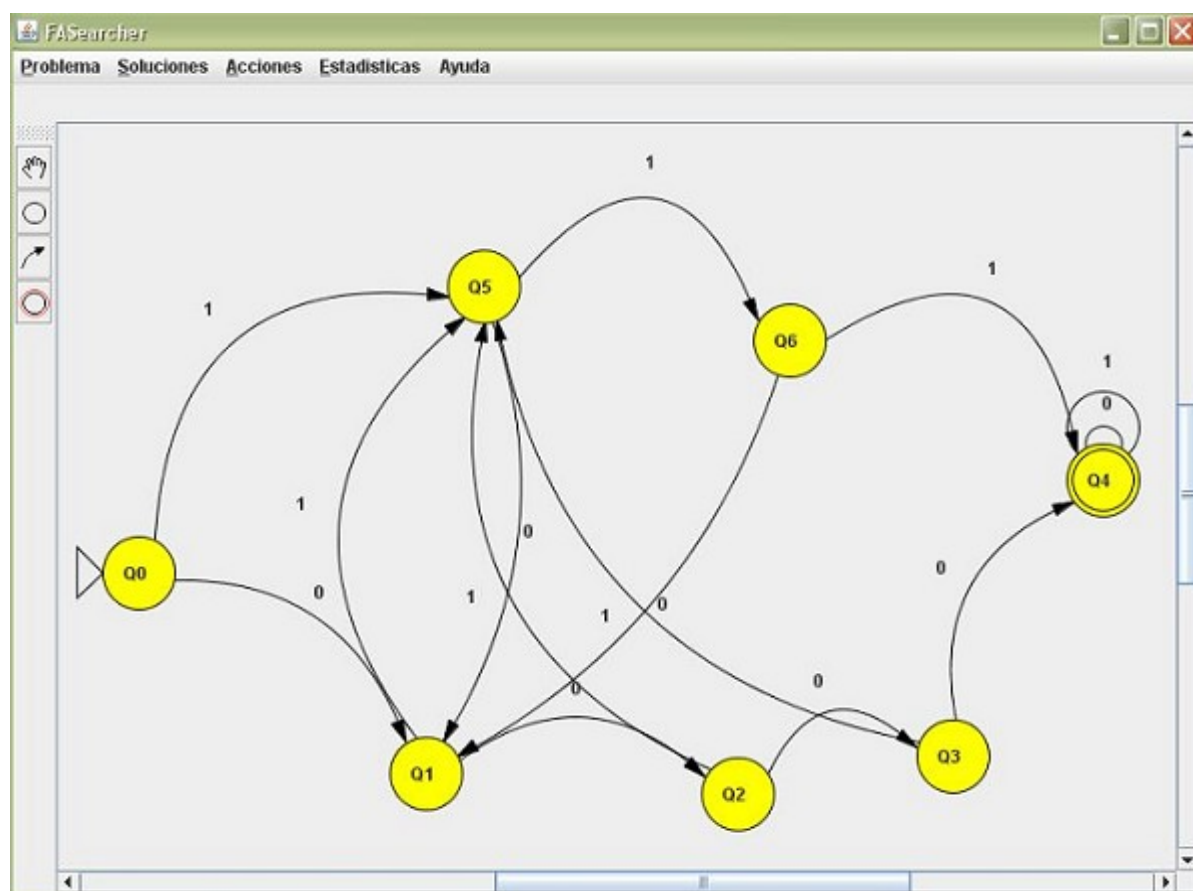 FASearcher
Problema Soluciones Acciones Estadisticas Ayuda
1
1
Q5
1
Q6
1
1
0
Q4
1
0
Q0
0
0
1
1
0
0
0
Q3
Q1
Q2